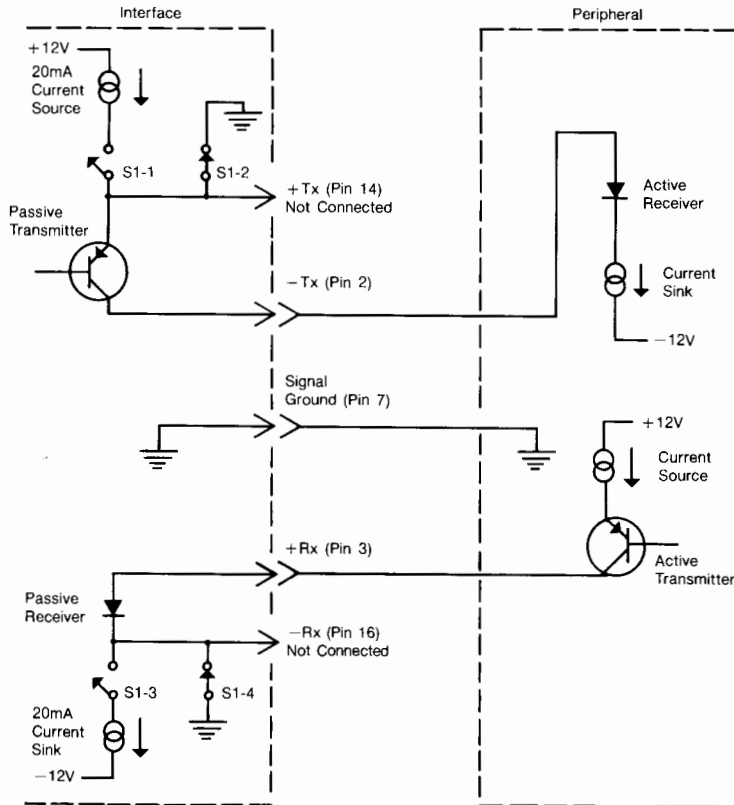 Interface
Peripheral
+12V
20mA
Current
Source
S1-1
S1-2
+Tx (Pin 14)
Not Connected
Passive
Transmitter
Active
Receiver
−Tx (Pin 2)
Current
Sink
−12V
Signal
Ground (Pin 7)
+12V
Current
Source
+Rx (Pin 3)
Active
Transmitter
Passive
Receiver
−Rx (Pin 16)
Not Connected
S1-3
S1-4
20mA
Current
Sink
−12V